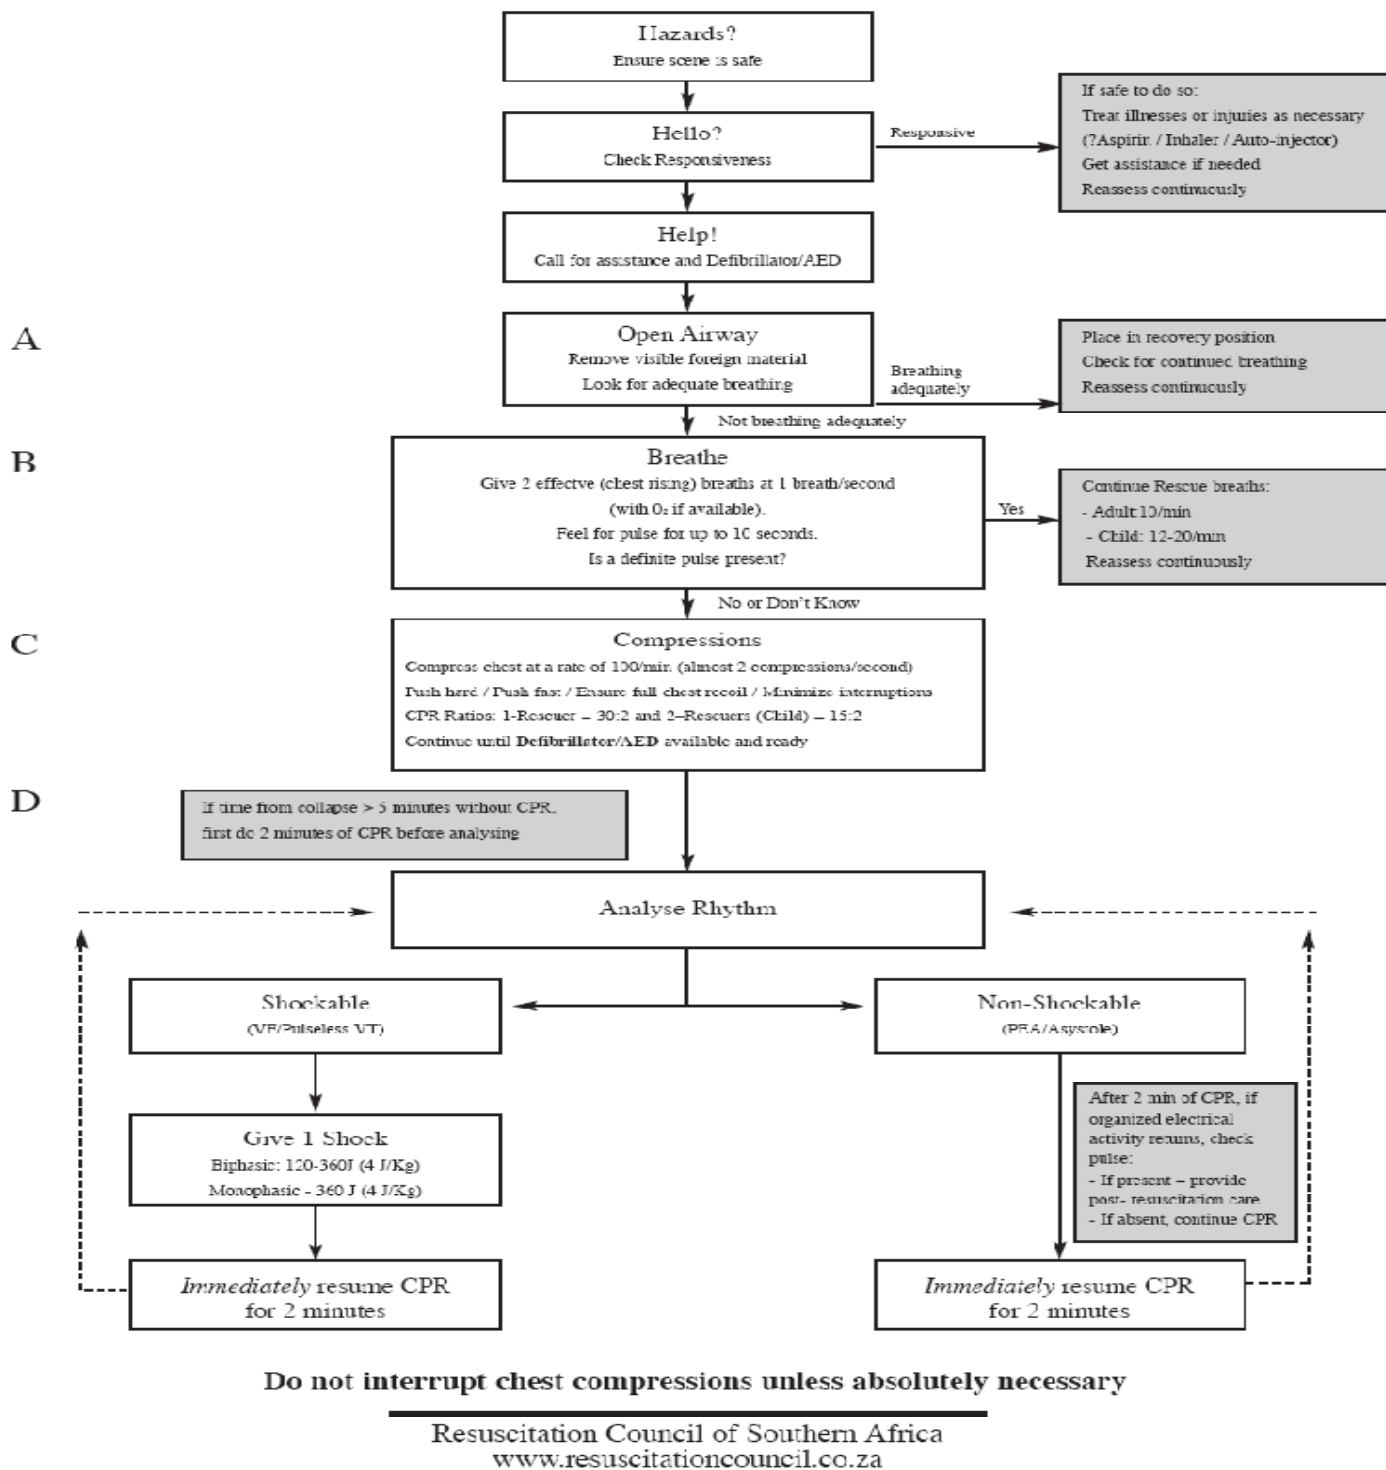 Hazards?
Ensure scene is safe
Hello?
Check Responsiveness
Responsive
If safe to do so:
Treat illnesses or injuries as necessary
(?Aspirin / Inhaler / Auto-injector)
Get assistance if needed
Reassess continuously
Help!
Call for assistance and Defibrillator/AED
A
Open Airway
Remove visible foreign material
Look for adequate breathing
Breathing
adequately
Place in recovery position
Check for continued breathing
Reassess continuously
Not breathing adequately
B
Breathe
Give 2 effectve (chest rising) breaths at 1 breath/second
(with O₂ if available).
Feel for pulse for up to 10 seconds.
Is a definite pulse present?
Yes
Continue Rescue breaths:
- Adult:10/min
- Child: 12-20/min
Reassess continuously
No or Don't Know
C
Compressions
Compress chest at a rate of 100/min (almost 2 compressions/second)
Push hard / Push fast / Ensure full chest recoil / Minimize interruptions
CPR Ratios: 1-Rescuer – 30:2 and 2–Rescuers (Child) – 15:2
Continue until Defibrillator/AED available and ready
D
If time from collapse > 5 minutes without CPR,
first do 2 minutes of CPR before analysing
Analyse Rhythm
Shockable
(VF/Pulseless VT)
Non-Shockable
(PEA/Asystole)
Give 1 Shock
Biphasic: 120-360J (4 J/Kg)
Monophasic - 360 J (4 J/Kg)
After 2 min of CPR, if
organized electrical
activity returns, check
pulse:
- If present – provide
post- resuscitation care
- If absent, continue CPR
Immediately resume CPR
for 2 minutes
Immediately resume CPR
for 2 minutes
Do not interrupt chest compressions unless absolutely necessary
Resuscitation Council of Southern Africa
www.resuscitationcouncil.co.za